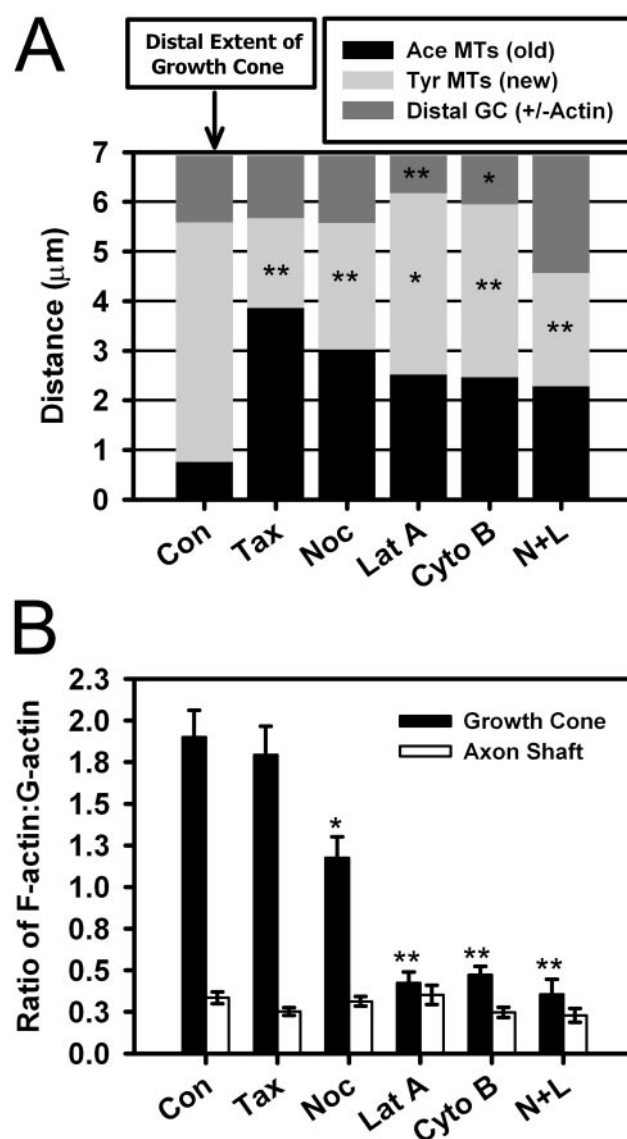 A
Distal Extent of
Growth Cone
Ace MTs (old)
Tyr MTs (new)
Distal GC (+/-Actin)
Distance (μm)
7
6
5
4
3
2
1
0
**
**
**
*
*
**
**
Con
Tax
Noc
Lat A
Cyto B
N+L
B
Ratio of F-actin:G-actin
2.3
2.0
1.8
1.5
1.3
1.0
0.8
0.5
0.3
0.0
Growth Cone
Axon Shaft
*
**
**
**
Con
Tax
Noc
Lat A
Cyto B
N+L